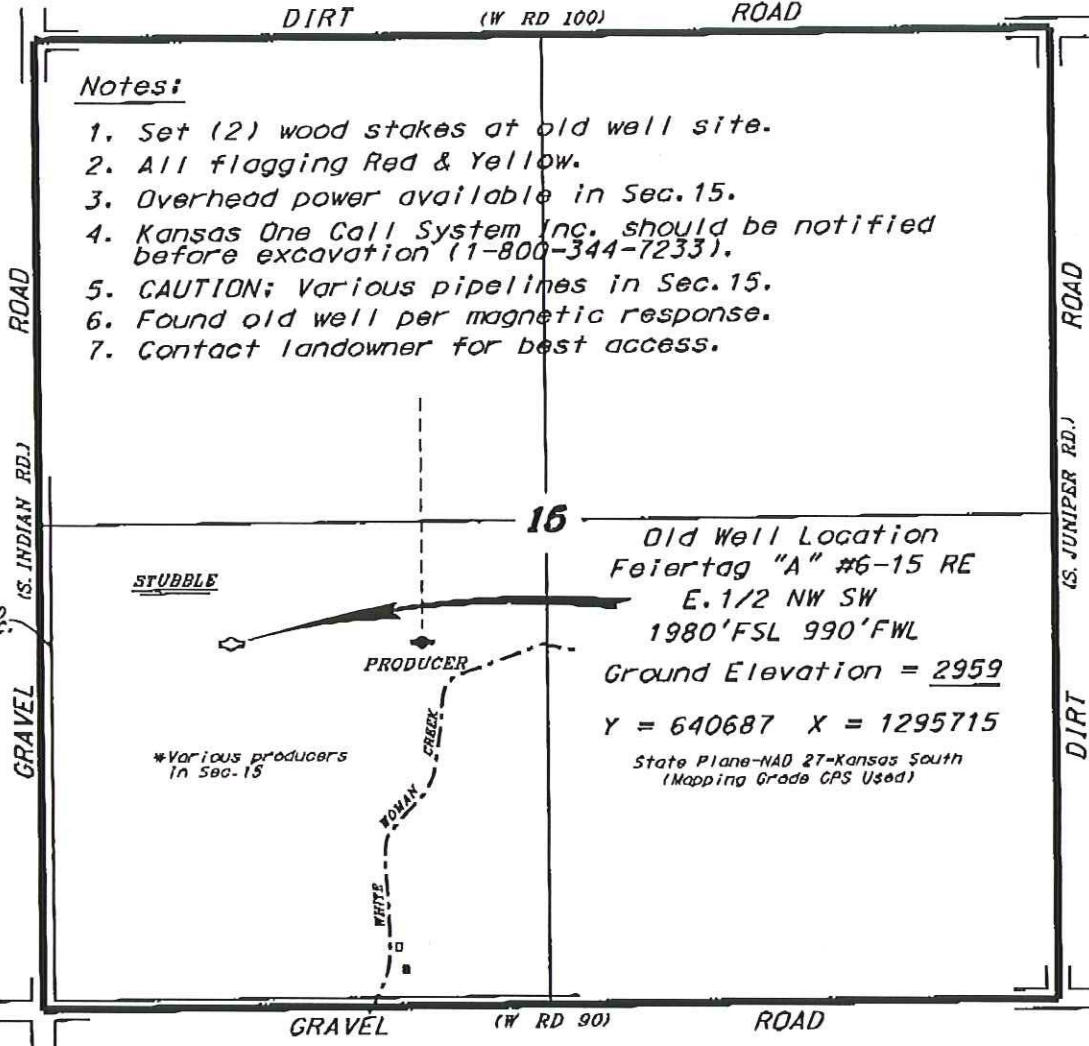 DIRT (W RD 100) ROAD
Notes:
1. Set (2) wood stakes at old well site.
2. All flagging Red & Yellow.
3. Overhead power available in Sec. 15.
4. Kansas One Call System Inc. should be notified
before excavation (1-800-344-7233).
5. CAUTION: Various pipelines in Sec. 15.
6. Found old well per magnetic response.
7. Contact landowner for best access.
ROAD
(S. INDIAN RD.)
GRAVEL
ROAD
(S. JUNIPER RD.)
DIRT
15
STUBBLE
PRODUCER
Old Well Location
Feiertag "A" #6-15 RE
E. 1/2 NW SW
1980'FSL 990'FWL
Ground Elevation = 2959
Y = 640687 X = 1295715
State Plane-NAD 27-Kansas South
(Mapping Grade GPS Used)
*Various producers
in Sec. 15
WHITE WOMAN CREEK
GRAVEL (W RD 90) ROAD